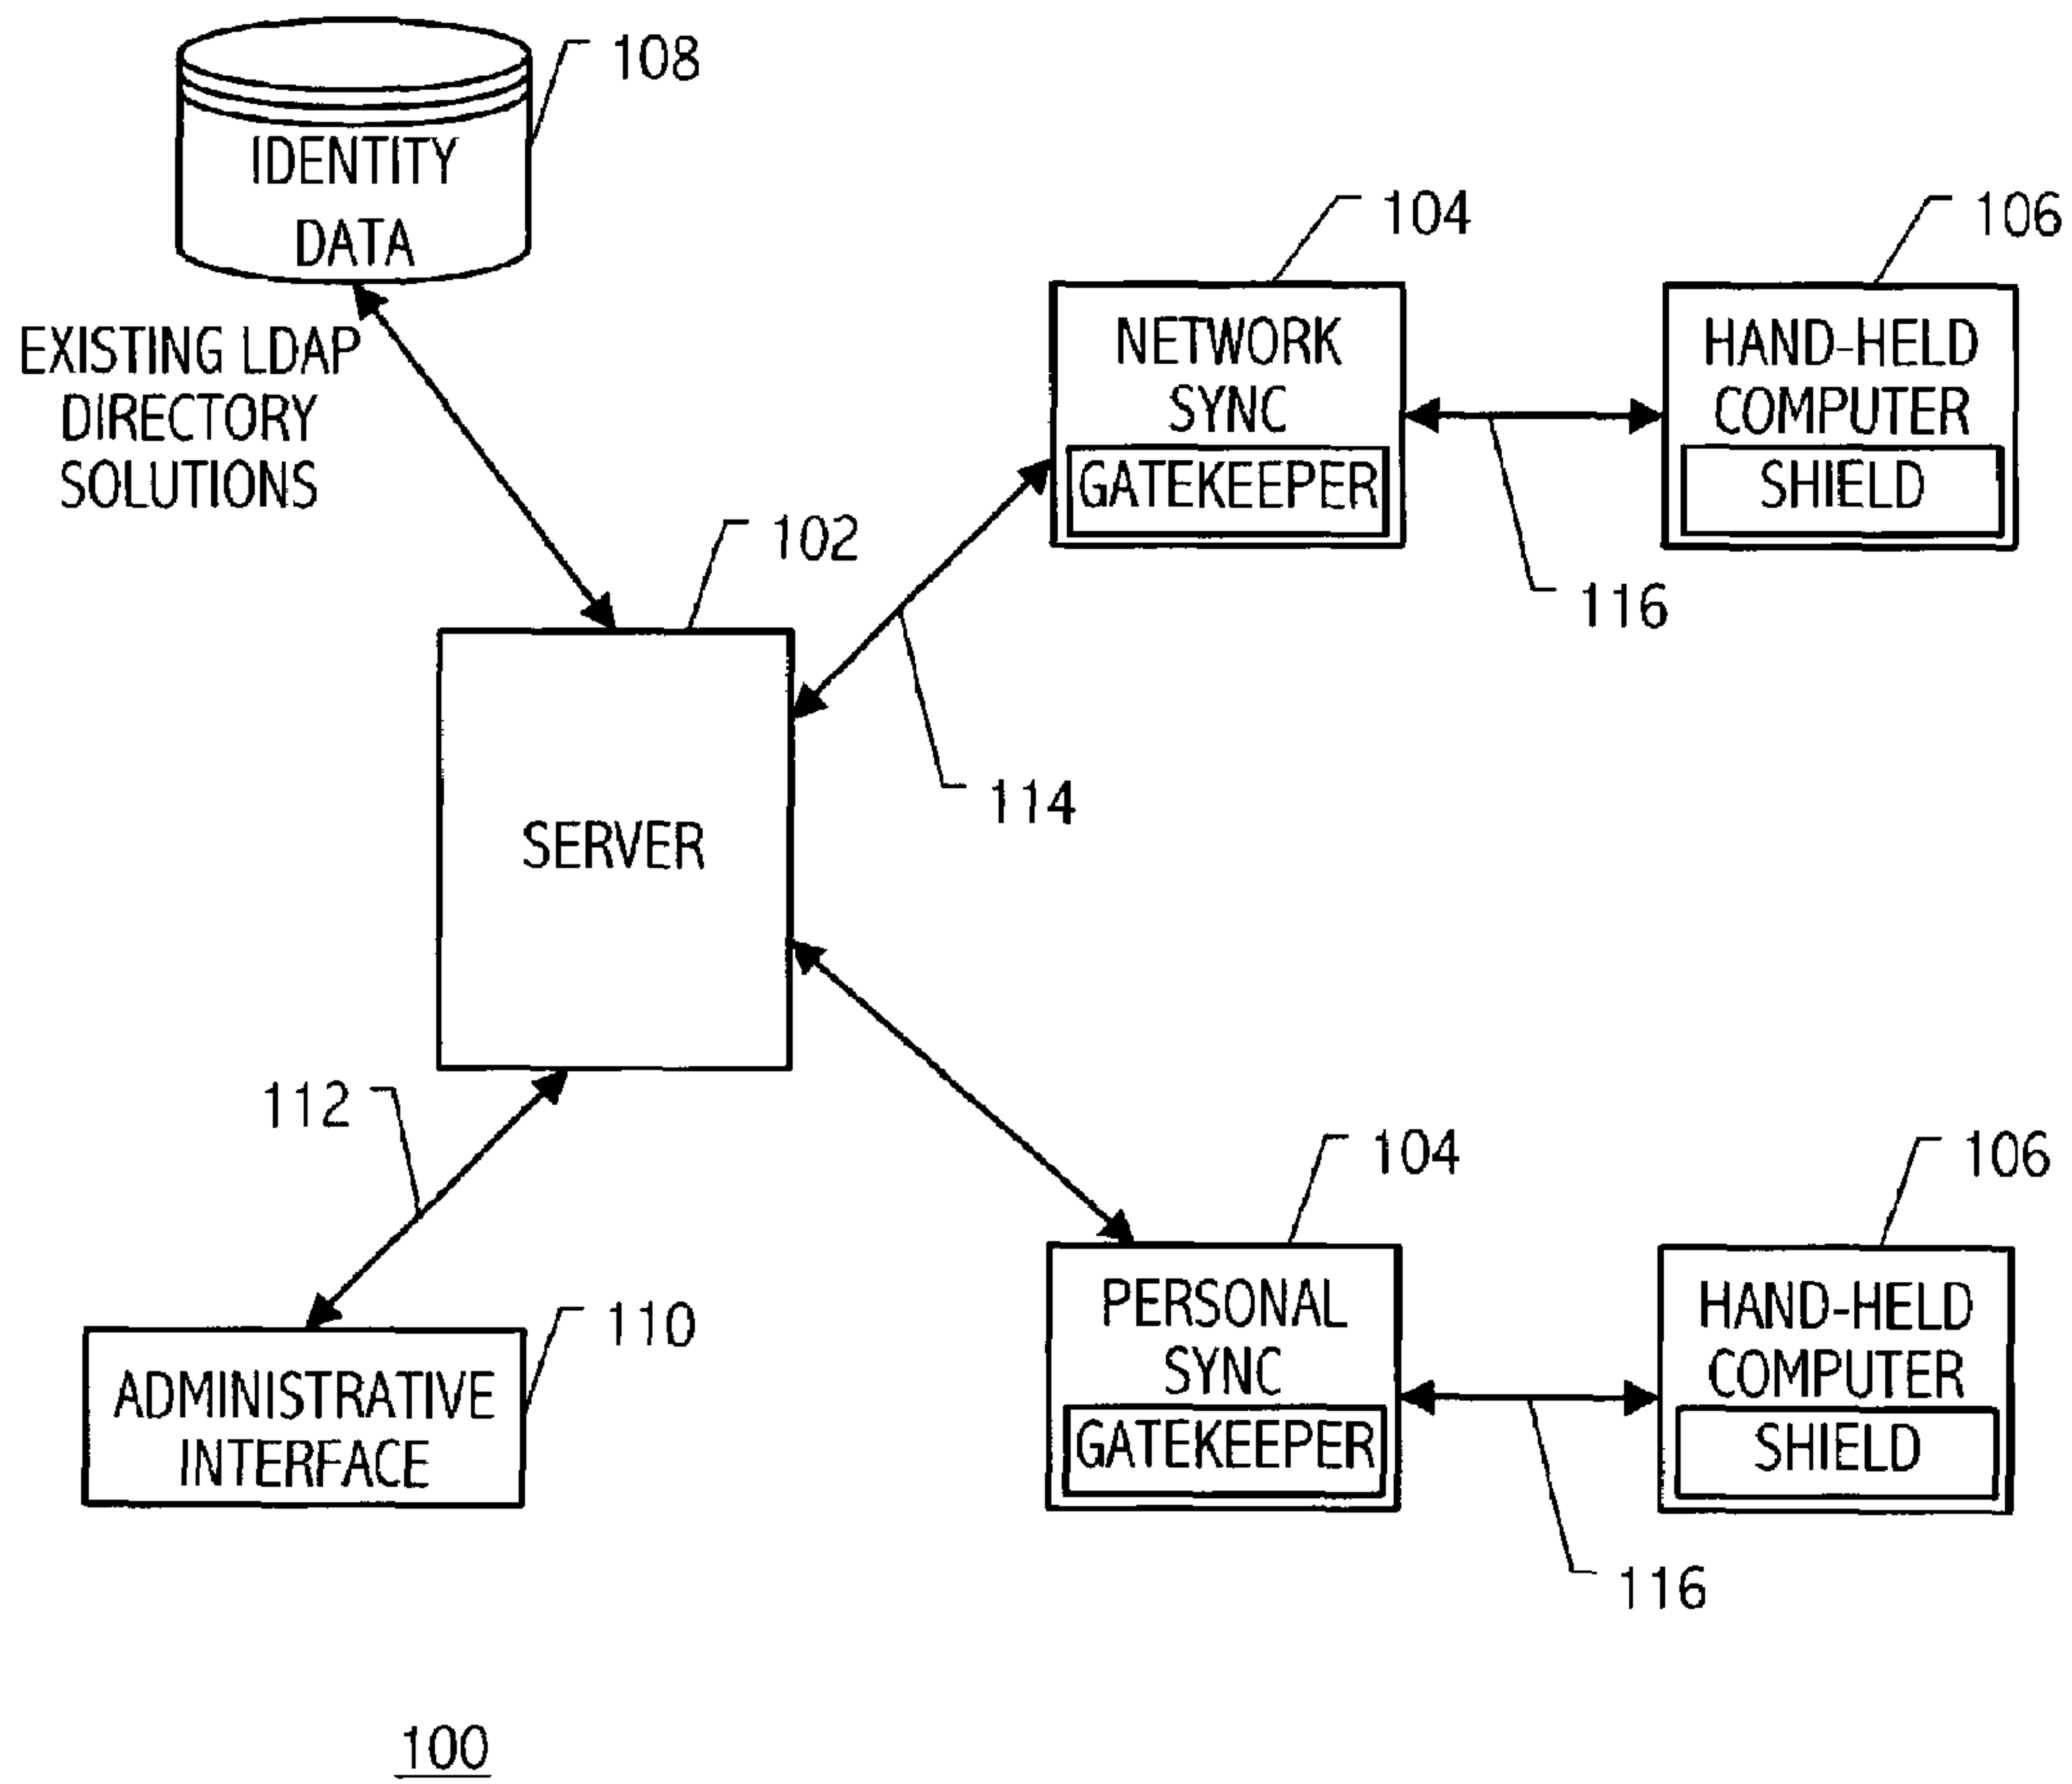 108
IDENTITY
DATA
EXISTING LDAP
DIRECTORY
SOLUTIONS
104
NETWORK
SYNC
GATEKEEPER
106
HAND-HELD
COMPUTER
SHIELD
116
102
SERVER
114
112
110
ADMINISTRATIVE
INTERFACE
104
PERSONAL
SYNC
GATEKEEPER
106
HAND-HELD
COMPUTER
SHIELD
116
100